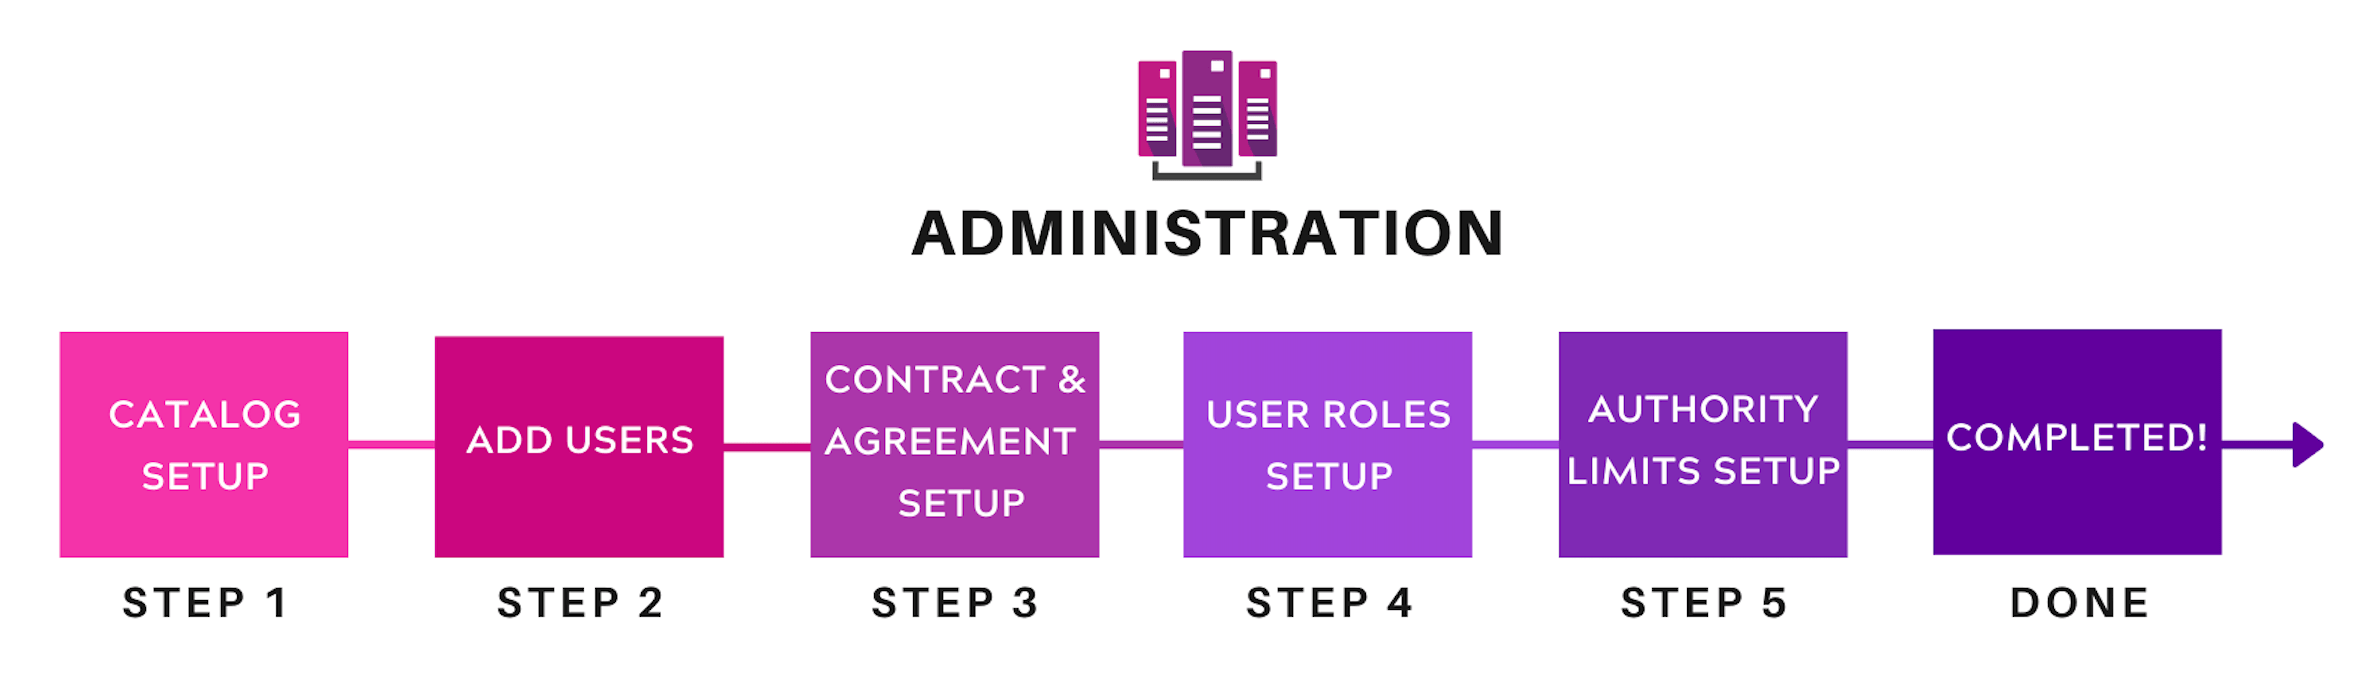 ADMINISTRATION
CATALOG
SETUP
STEP 1
ADD USERS
STEP 2
CONTRACT &
AGREEMENT
SETUP
STEP 3
USER ROLES
SETUP
STEP 4
AUTHORITY
LIMITS SETUP
STEP 5
COMPLETED!
DONE